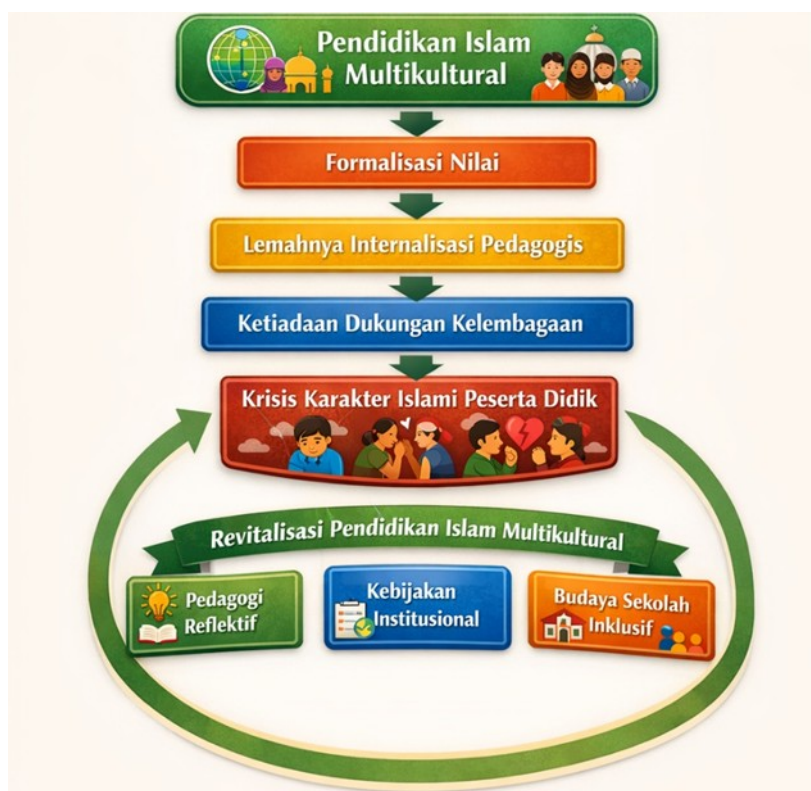 Pendidikan Islam
Multikultural
Formalisasi Nilai
Lemahnya Internalisasi Pedagogis
Ketiadaan Dukungan Kelembagaan
Krisis Karakter Islami Peserta Didik
Revitalisasi Pendidikan Islam Multikultural
Pedagogi
Reflektif
Kebijakan
Institusional
Budaya Sekolah
Inklusif